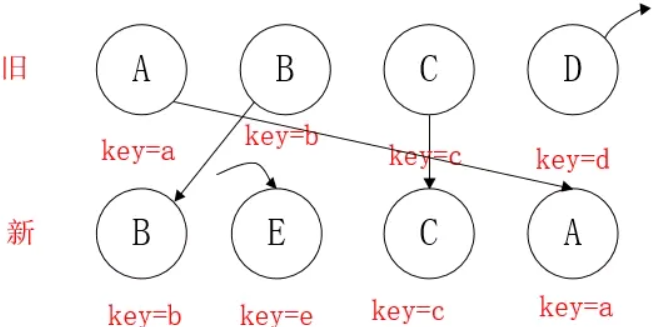 旧 A B C D
key=a key=b key=c key=d
新 B E C A
key=b key=e key=c key=a